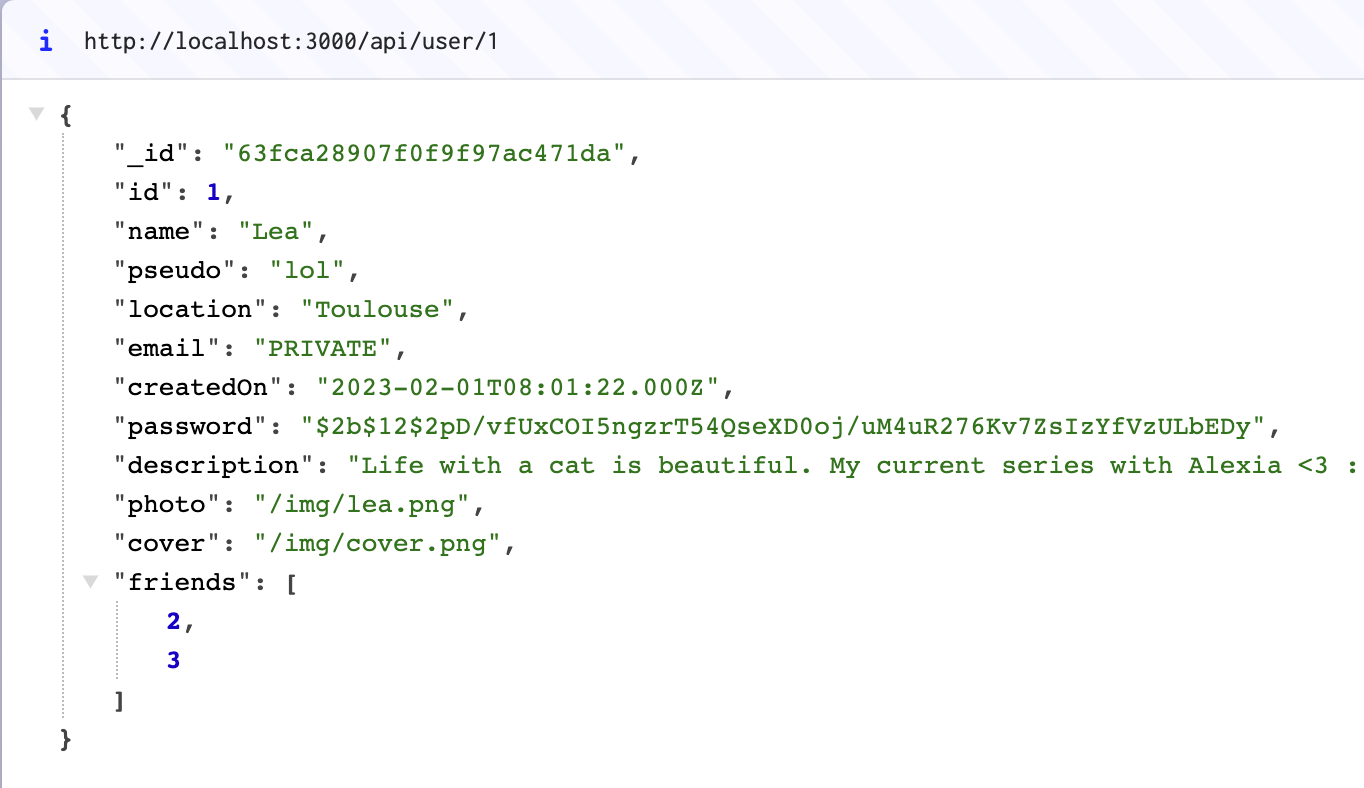 i http://localhost:3000/api/user/1
{
"_id": "63fca28907f0f9f97ac471da",
"id": 1,
"name": "Lea",
"pseudo": "lol",
"location": "Toulouse",
"email": "PRIVATE",
"createdOn": "2023-02-01T08:01:22.000Z",
"password": "$2b$12$2pD/vfUxCOI5ngzrT54QseXD0oj/uM4uR276Kv7ZsIzYfVzULbEDy",
"description": "Life with a cat is beautiful. My current series with Alexia <3 :
"photo": "/img/lea.png",
"cover": "/img/cover.png",
"friends": [
2,
3
]
}